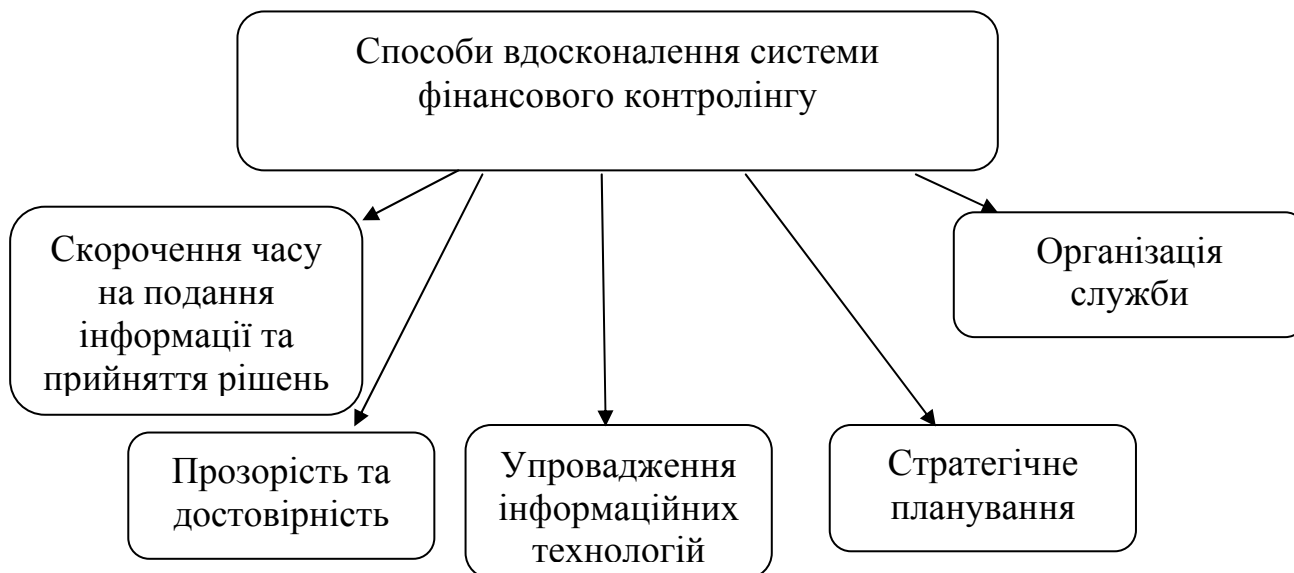 Способи вдосконалення системи
фінансового контролінгу
Скорочення часу
на подання
інформації та
прийняття рішень
Організація
служби
Прозорість та
достовірність
Упровадження
інформаційних
технологій
Стратегічне
планування